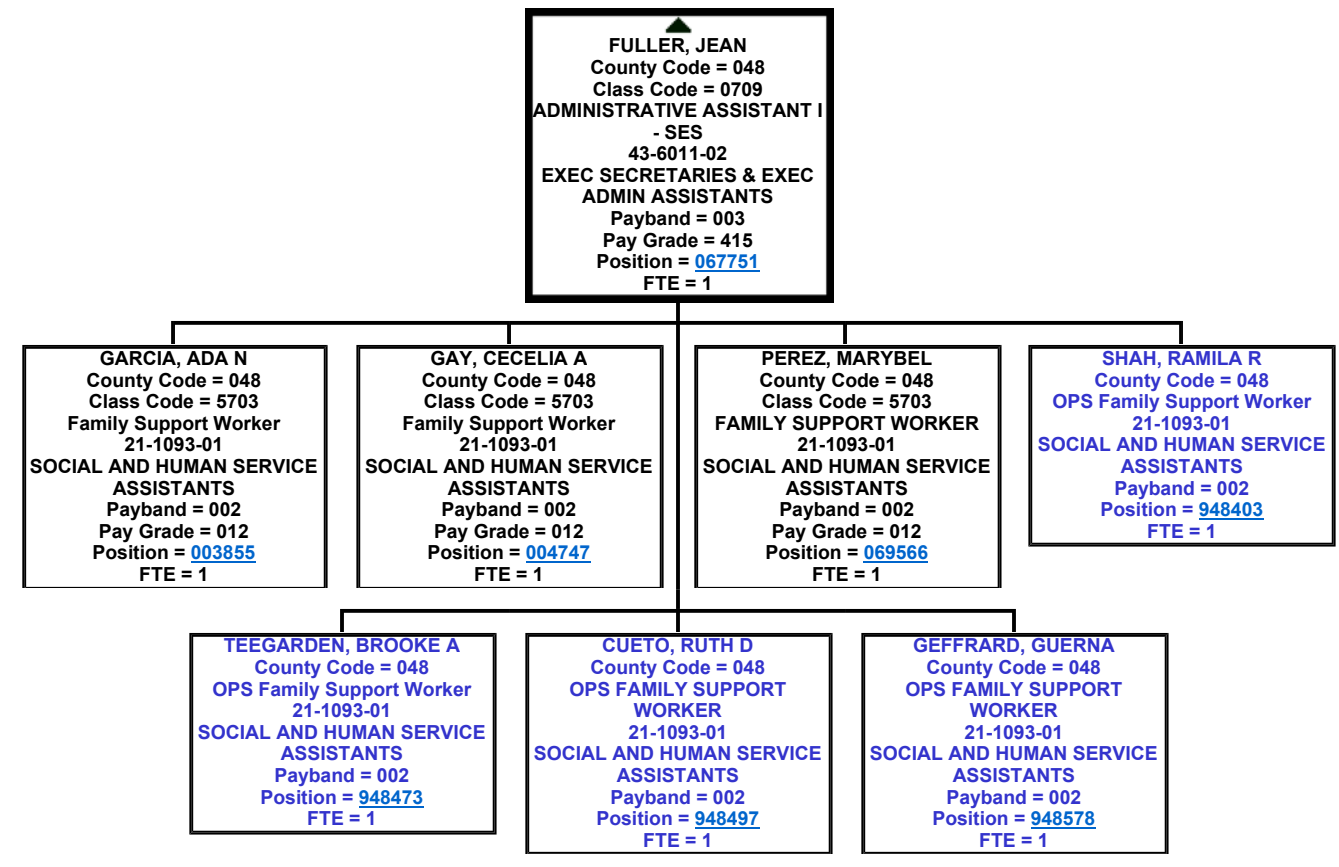 FULLER, JEAN
County Code = 048
Class Code = 0709
ADMINISTRATIVE ASSISTANT I
- SES
43-6011-02
EXEC SECRETARIES & EXEC
ADMIN ASSISTANTS
Payband = 003
Pay Grade = 415
Position = 067751
FTE = 1
GARCIA, ADA N
County Code = 048
Class Code = 5703
Family Support Worker
21-1093-01
SOCIAL AND HUMAN SERVICE
ASSISTANTS
Payband = 002
Pay Grade = 012
Position = 003855
FTE = 1
GAY, CECELIA A
County Code = 048
Class Code = 5703
Family Support Worker
21-1093-01
SOCIAL AND HUMAN SERVICE
ASSISTANTS
Payband = 002
Pay Grade = 012
Position = 004747
FTE = 1
PEREZ, MARYBEL
County Code = 048
Class Code = 5703
FAMILY SUPPORT WORKER
21-1093-01
SOCIAL AND HUMAN SERVICE
ASSISTANTS
Payband = 002
Pay Grade = 012
Position = 069566
FTE = 1
SHAH, RAMILA R
County Code = 048
OPS Family Support Worker
21-1093-01
SOCIAL AND HUMAN SERVICE
ASSISTANTS
Payband = 002
Position = 948403
FTE = 1
TEEGARDEN, BROOKE A
County Code = 048
OPS Family Support Worker
21-1093-01
SOCIAL AND HUMAN SERVICE
ASSISTANTS
Payband = 002
Position = 948473
FTE = 1
CUETO, RUTH D
County Code = 048
OPS FAMILY SUPPORT
WORKER
21-1093-01
SOCIAL AND HUMAN SERVICE
ASSISTANTS
Payband = 002
Position = 948497
FTE = 1
GEFFRARD, GUERNA
County Code = 048
OPS FAMILY SUPPORT
WORKER
21-1093-01
SOCIAL AND HUMAN SERVICE
ASSISTANTS
Payband = 002
Position = 948578
FTE = 1